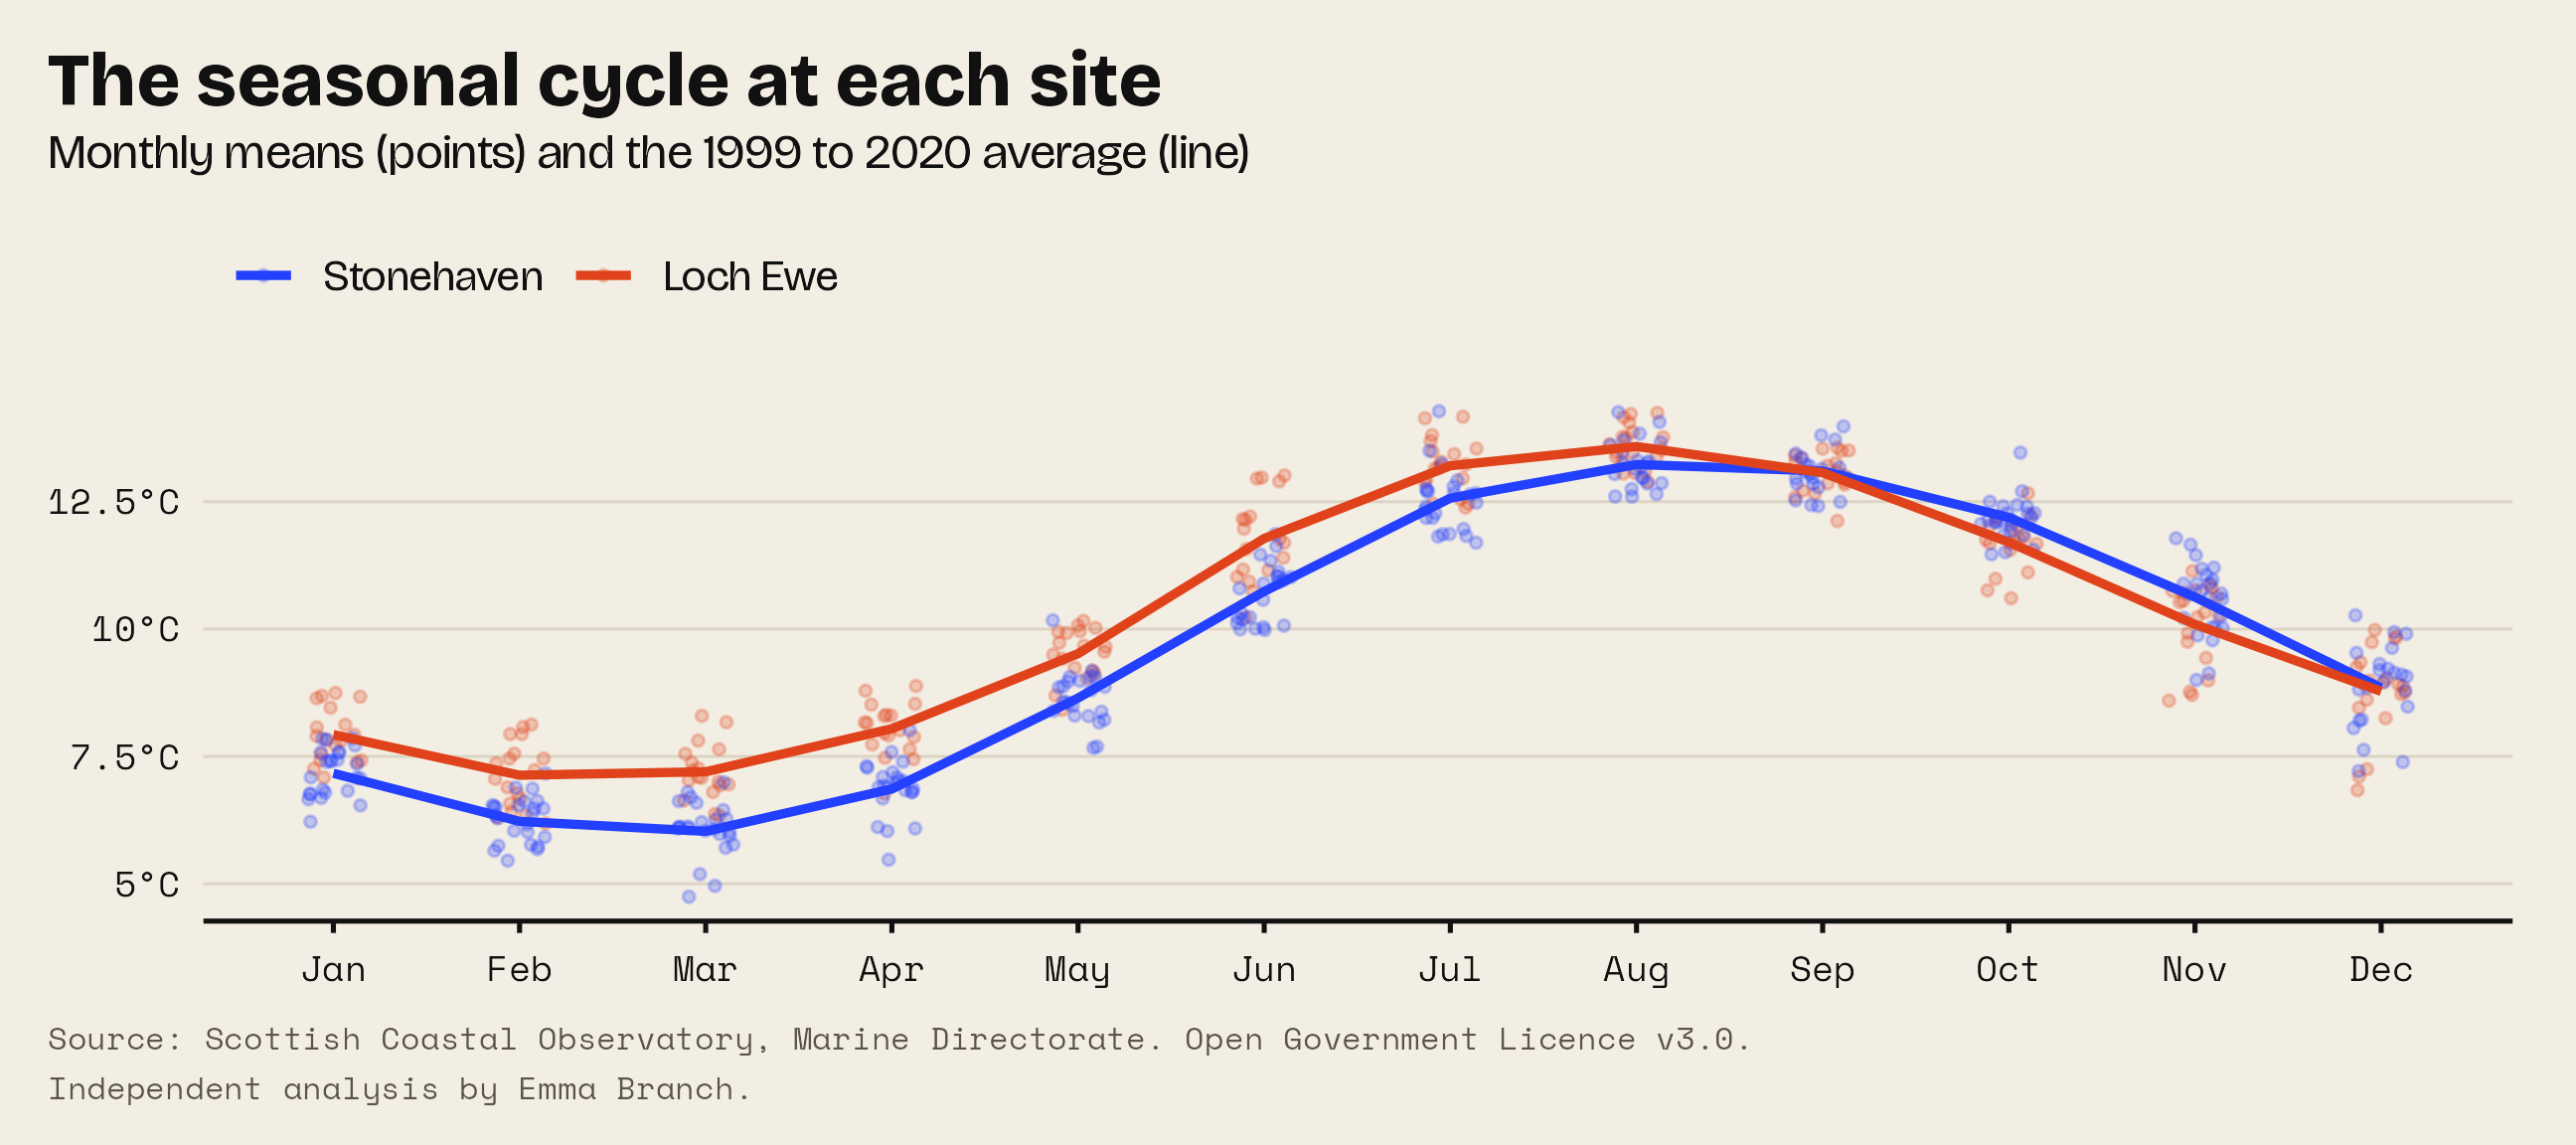 The seasonal cycle at each site
Monthly means (points) and the 1999 to 2020 average (line)
Stonehaven Loch Ewe
12.5°C
10°C
7.5°C
5°C
Jan Feb Mar Apr May Jun Jul Aug Sep Oct Nov Dec
Source: Scottish Coastal Observatory, Marine Directorate. Open Government Licence v3.0.
Independent analysis by Emma Branch.